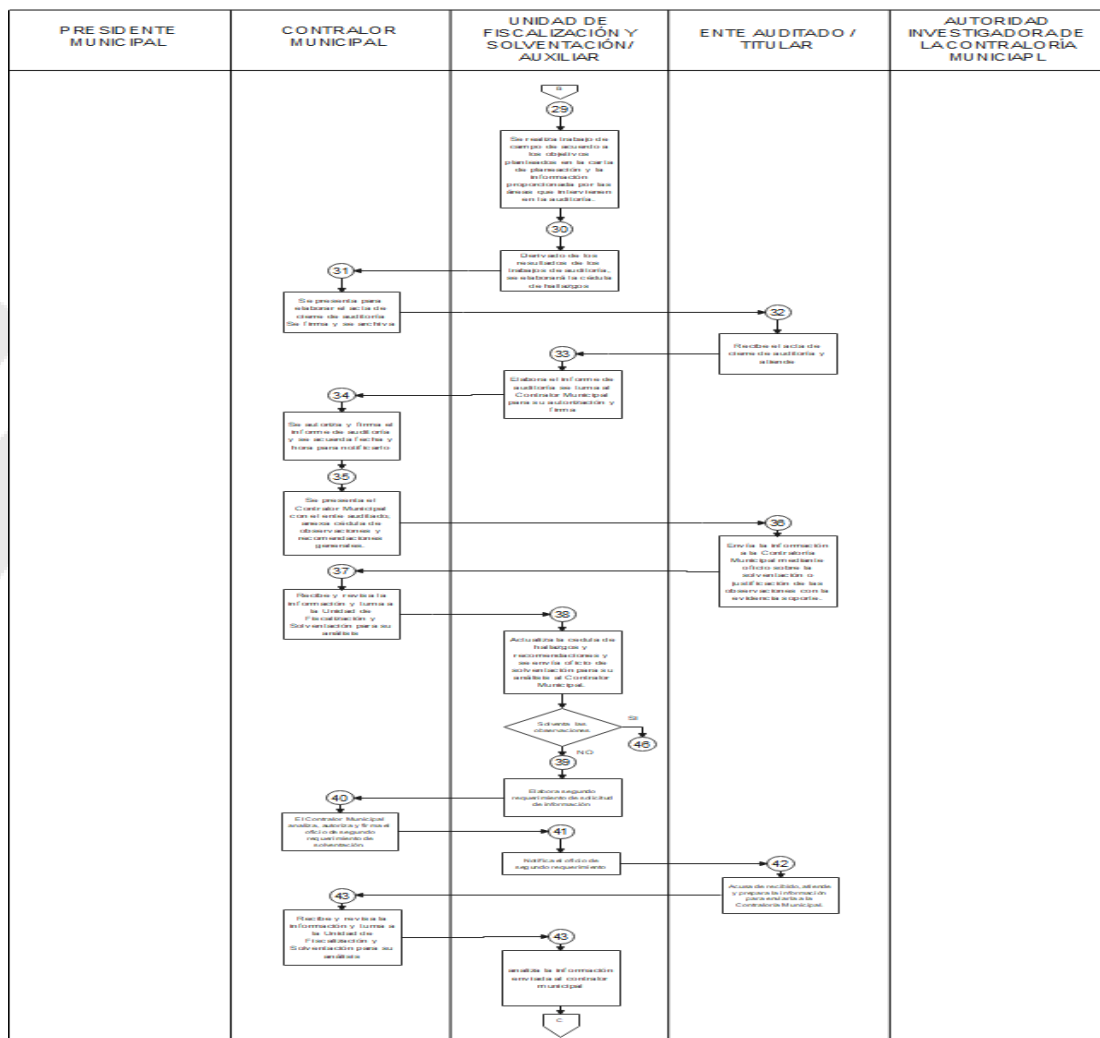 PRESIDENTE
MUNICIPAL
CONTRALOR
MUNICIPAL
UNIDAD DE
FISCALIZACIÓN Y
SOLVENTACIÓN/
AUXILIAR
ENTE AUDITADO /
TITULAR
AUTORIDAD
INVESTIGADORA DE
LA CONTRALORÍA
MUNICIAPL
29
Se realiza trabajo de
campo de acuerdo a
los objetivos
planteados en la carta
de planeación y la
información
proporcionada por las
áreas que intervienen
en la auditoría.
30
Derivado de los
resultados de los
trabajos de auditoría,
se elaborará la cédula
de hallazgos
31
Se presenta para
elaborar el acta de
cierre de auditoría
Se firma y se archiva
32
Recibe el acta de
cierre de auditoría y
atiende
33
Elabora el informe de
auditoría se turna al
Contralor Municipal
para su autorización y
firma
34
Se autoriza y firma el
informe de auditoría
y se acuerda fecha y
hora para notificarlo
35
Se presenta el
Contralor Municipal
con el ente auditado,
anexa cédula de
observaciones y
recomendaciones
generales.
36
Envía la información
a la Contraloría
Municipal mediante
oficio sobre la
solventación o
justificación de las
observaciones con la
evidencia soporte.
37
Recibe y revisa la
información y turna a
la Unidad de
Fiscalización y
Solventación para su
análisis
38
Actualiza la cedula de
hallazgos y
recomendaciones y
se envía oficio de
solventación para su
análisis al Contralor
Municipal.
Solventa las
observaciones
SI
46
NO
39
Elabora segundo
requerimiento de solicitud
de información
40
El Contralor Municipal
analiza, autoriza y firma el
oficio de segundo
requerimiento de
solventación
41
Notifica el oficio de
segundo requerimiento
42
Acusa de recibido, atiende
y prepara la información
para enviarla a la
Contraloría Municipal.
43
Recibe y revisa la
información y turna a
la Unidad de
Fiscalización y
Solventación para su
análisis
43
analiza la información
enviada al contralor
municipal
C